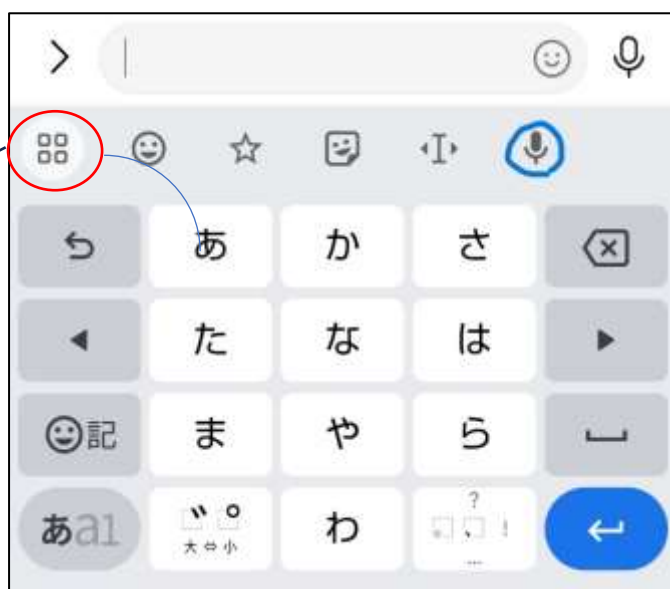 あ か さ
た な は
記 ま や ら
あa1 大⇔小 わ 、 ? ! …